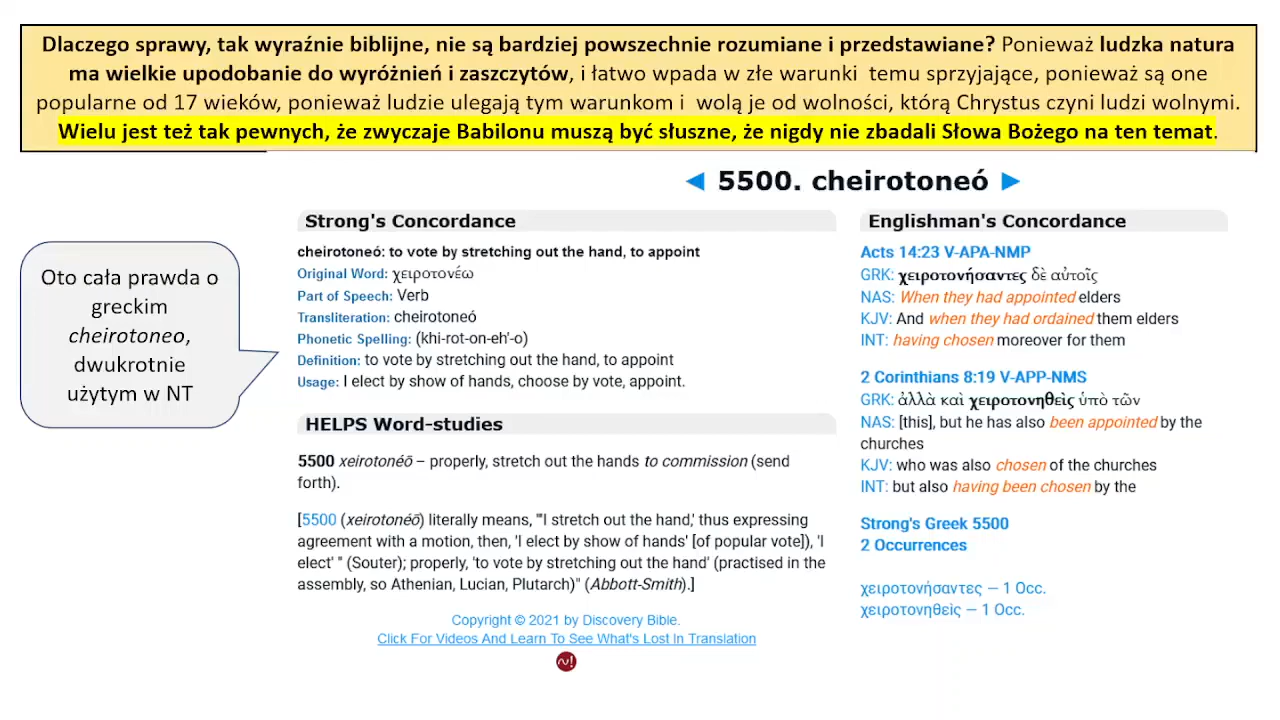 Dlaczego sprawy, tak wyraźnie biblijne, nie są bardziej powszechnie rozumiane i przedstawiane? Ponieważ ludzka natura
ma wielkie upodobanie do wyróżnień i zaszczytów, i łatwo wpada w złe warunki temu sprzyjające, ponieważ są one
popularne od 17 wieków, ponieważ ludzie ulegają tym warunkom i wolą je od wolności, którą Chrystus czyni ludzi wolnymi.
Wielu jest też tak pewnych, że zwyczaje Babilonu muszą być słuszne, że nigdy nie zbadali Słowa Bożego na ten temat.
◄ 5500. cheirotoneó ►
Oto cała prawda o
greckim
cheirotoneo,
dwukrotnie
użytym w NT
Strong's Concordance
cheirotoneó: to vote by stretching out the hand, to appoint
Original Word: χειροτονέω
Part of Speech: Verb
Transliteration: cheirotoneó
Phonetic Spelling: (khi-rot-on-eh'-o)
Definition: to vote by stretching out the hand, to appoint
Usage: I elect by show of hands, choose by vote, appoint.
HELPS Word-studies
5500 xeirotonéō – properly, stretch out the hands to commission (send
forth).
[5500 (xeirotonéō) literally means, "'I stretch out the hand,' thus expressing
agreement with a motion, then, 'I elect by show of hands' [of popular vote]), 'I
elect' " (Souter); properly, 'to vote by stretching out the hand' (practised in the
assembly, so Athenian, Lucian, Plutarch)" (Abbott-Smith).]
Copyright © 2021 by Discovery Bible.
Click For Videos And Learn To See What's Lost In Translation
Englishman's Concordance
Acts 14:23 V-APA-NMP
GRK: χειροτονήσαντες δὲ αὐτοῖς
NAS: When they had appointed elders
KJV: And when they had ordained them elders
INT: having chosen moreover for them
2 Corinthians 8:19 V-APP-NMS
GRK: ἀλλὰ καὶ χειροτονηθεὶς ὑπὸ τῶν
NAS: [this], but he has also been appointed by the
churches
KJV: who was also chosen of the churches
INT: but also having been chosen by the
Strong's Greek 5500
2 Occurrences
χειροτονήσαντες — 1 Occ.
χειροτονηθεὶς — 1 Occ.